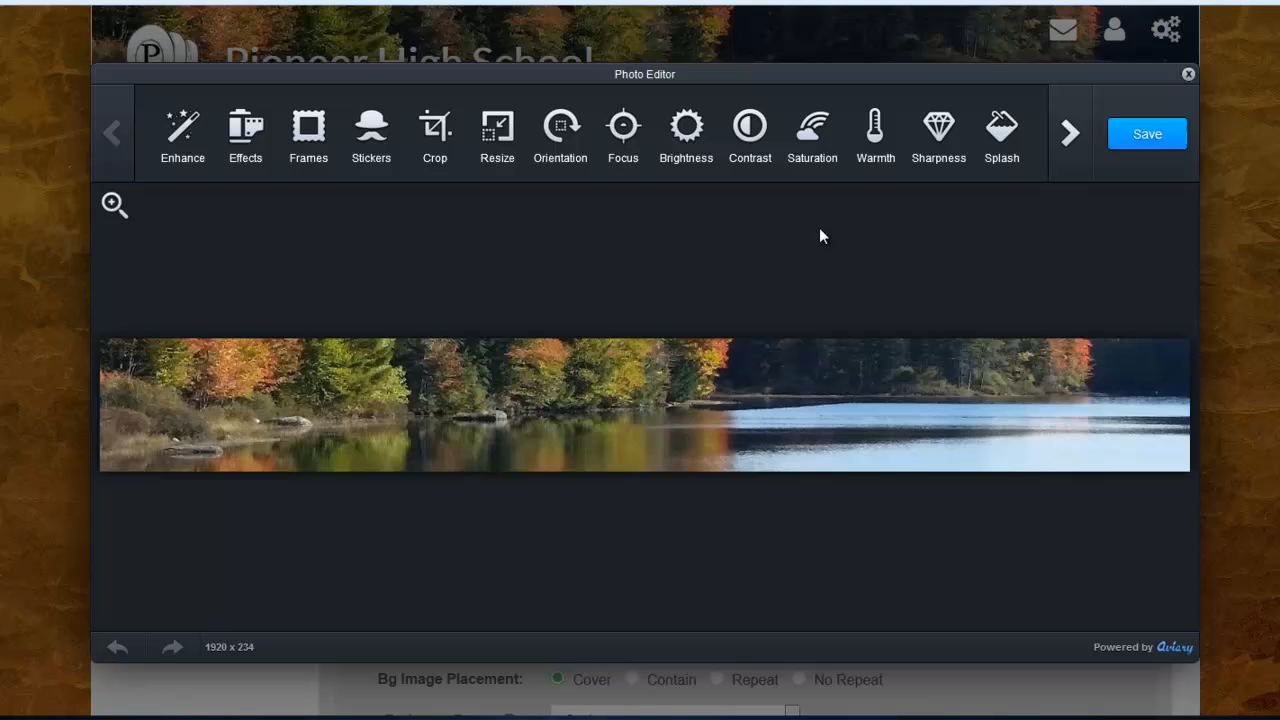 P Pioneer High School
Photo Editor
Enhance Effects Frames Stickers Crop Resize Orientation Focus Brightness Contrast Saturation Warmth Sharpness Splash Save
1920 x 234 Powered by Aviary
Bg Image Placement: Cover Contain Repeat No Repeat